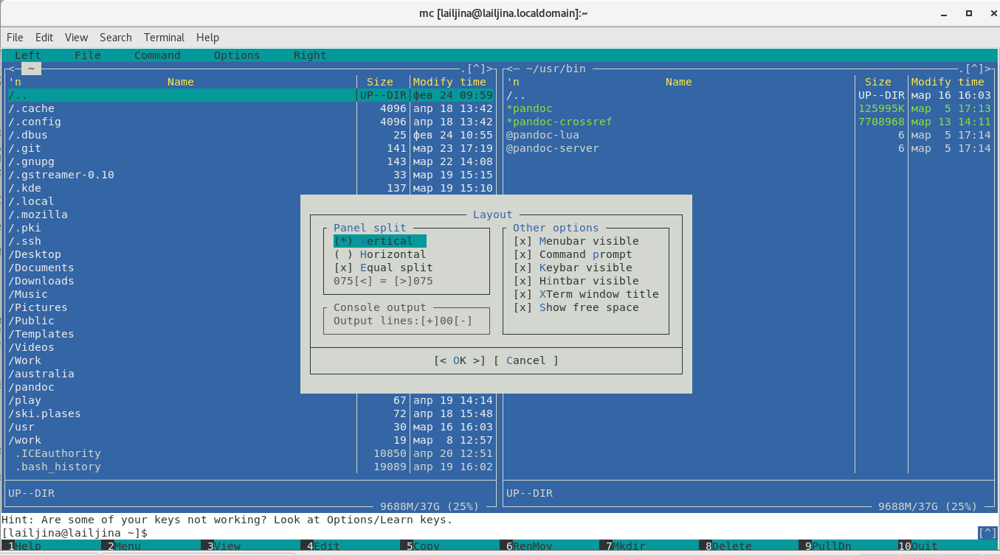 mc [lailjina@lailjina.localdomain]:~
File Edit View Search Terminal Help
Left File Command Options Right
<— ~ .[^]> <— ~/usr/bin .[^]>
'n Name Size Modify time 'n Name Size Modify time
/.. UP--DIR фев 24 09:59 /.. UP--DIR мар 16 16:03
/.cache 4096 апр 18 13:42 *pandoc 125995K мар 5 17:13
/.config 4096 апр 18 13:42 *pandoc-crossref 7708968 мар 13 14:11
/.dbus 25 фев 24 10:55 @pandoc-lua 6 мар 5 17:14
/.git 141 мар 23 17:19 @pandoc-server 6 мар 5 17:14
/.gnupg 143 мар 22 14:08
/.gstreamer-0.10 33 мар 19 15:15
/.kde 137 мар 19 15:10
/.local
/.mozilla Layout
/.pki Panel split Other options
/.ssh (*) Vertical [x] Menubar visible
/Desktop ( ) Horizontal [x] Command prompt
/Documents [x] Equal split [x] Keybar visible
/Downloads 075[<] = [>]075 [x] Hintbar visible
/Music [x] XTerm window title
/Pictures Console output [x] Show free space
/Public Output lines:[+]00[-]
/Templates
/Videos
/Work [< OK >] [ Cancel ]
/australia
/pandoc
/play 67 апр 19 14:14
/ski.plases 72 апр 18 15:48
/usr 30 мар 16 16:03
/work 19 мар 8 12:57
.ICEauthority 10850 апр 20 12:51
.bash_history 19089 апр 19 16:02
UP--DIR UP--DIR
9688M/37G (25%) 9688M/37G (25%)
Hint: Are some of your keys not working? Look at Options/Learn keys.
[lailjina@lailjina ~]$ [^]
1Help 2Menu 3View 4Edit 5Copy 6RenMov 7Mkdir 8Delete 9PullDn 10Quit